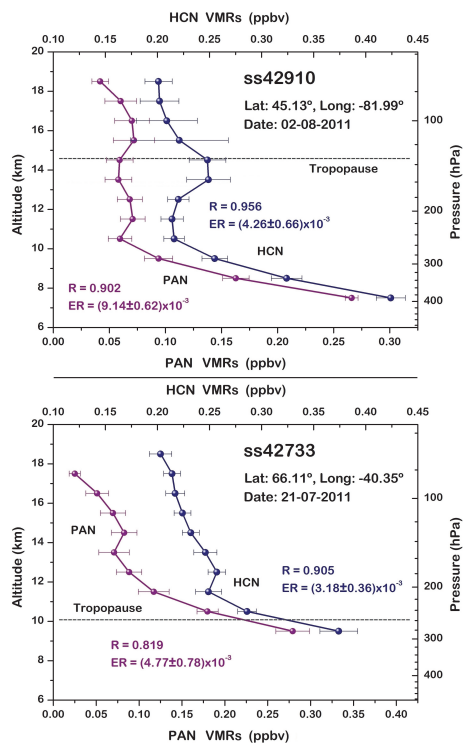 HCN VMRs (ppbv)
0.10 0.15 0.20 0.25 0.30 0.35 0.40 0.45
20
18
16
14
12
10
8
6
Altitude (km)
ss42910
Lat: 45.13º, Long: -81.99º
Date: 02-08-2011
Tropopause
R = 0.956
ER = (4.26±0.66)x10⁻³
HCN
PAN
R = 0.902
ER = (9.14±0.62)x10⁻³
100
200
300
400
Pressure (hPa)
0.00 0.05 0.10 0.15 0.20 0.25 0.30
PAN VMRs (ppbv)
HCN VMRs (ppbv)
0.10 0.15 0.20 0.25 0.30 0.35 0.40 0.45
20
18
16
14
12
10
8
6
Altitude (km)
ss42733
Lat: 66.11º, Long: -40.35º
Date: 21-07-2011
PAN
R = 0.905
HCN
ER = (3.18±0.36)x10⁻³
Tropopause
R = 0.819
ER = (4.77±0.78)x10⁻³
100
200
300
400
Pressure (hPa)
0.00 0.05 0.10 0.15 0.20 0.25 0.30 0.35 0.40
PAN VMRs (ppbv)